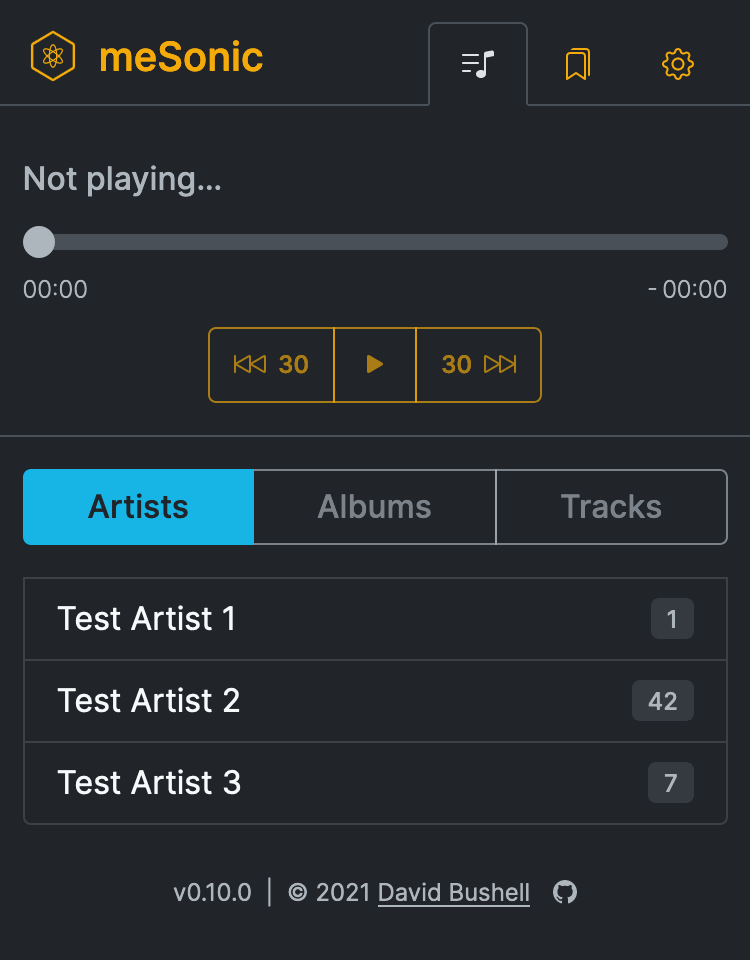 meSonic
Not playing...
00:00
- 00:00
30
30
Artists
Albums
Tracks
Test Artist 1
1
Test Artist 2
42
Test Artist 3
7
v0.10.0 | © 2021 David Bushell